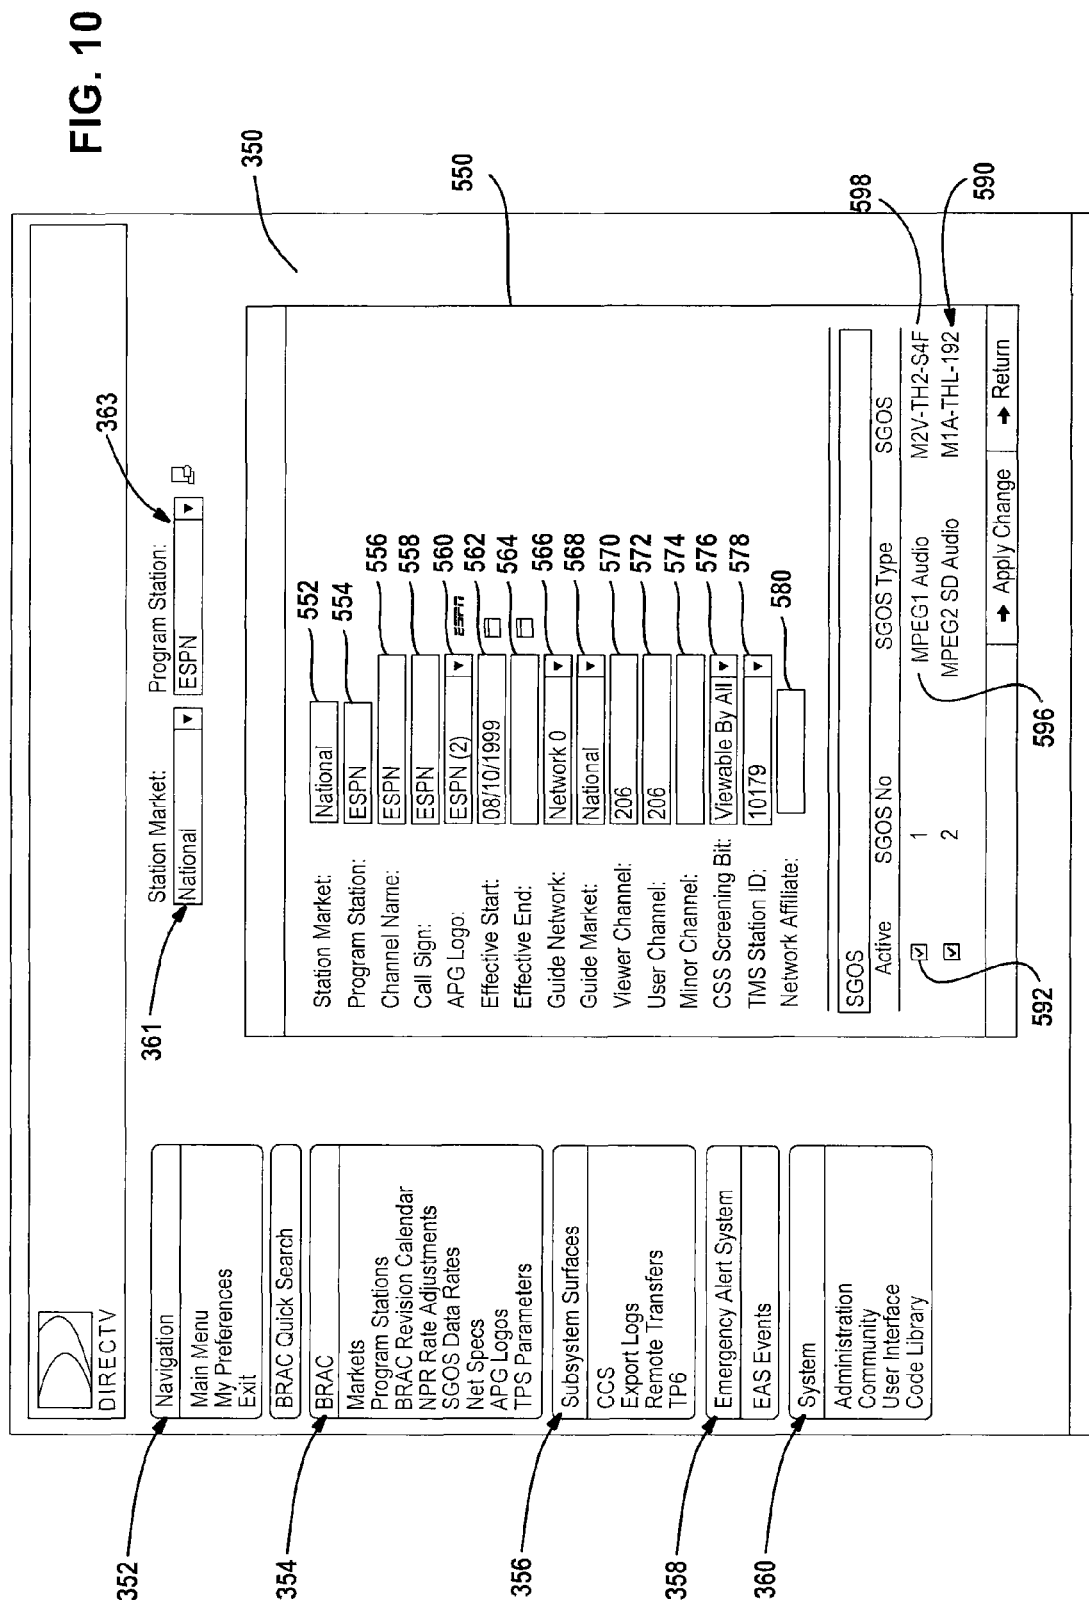 FIG. 10
DIRECTV
352
Navigation
Main Menu
My Preferences
Exit
BRAC Quick Search
354
BRAC
Markets
Program Stations
BRAC Revision Calendar
NPR Rate Adjustments
SGOS Data Rates
Net Specs
APG Logos
TPS Parameters
356
Subsystem Surfaces
CCS
Export Logs
Remote Transfers
TP6
358
Emergency Alert System
EAS Events
360
System
Administration
Community
User Interface
Code Library
361
Station Market:
National
Program Station:
ESPN
363
350
550
Station Market: National 552
Program Station: ESPN 554
Channel Name: ESPN 556
Call Sign: ESPN 558
APG Logo: ESPN (2) ESPN 560
Effective Start: 08/10/1999 562
Effective End: 564
Guide Network: Network 0 566
Guide Market: National 568
Viewer Channel: 206 570
User Channel: 206 572
Minor Channel: 574
CSS Screening Bit: Viewable By All 576
TMS Station ID: 10179 578
Network Affiliate: 580
SGOS
Active SGOS No SGOS Type SGOS
1 MPEG1 Audio M2V-TH2-S4F
2 MPEG2 SD Audio M1A-THL-192
Apply Change Return
592
596
598
590